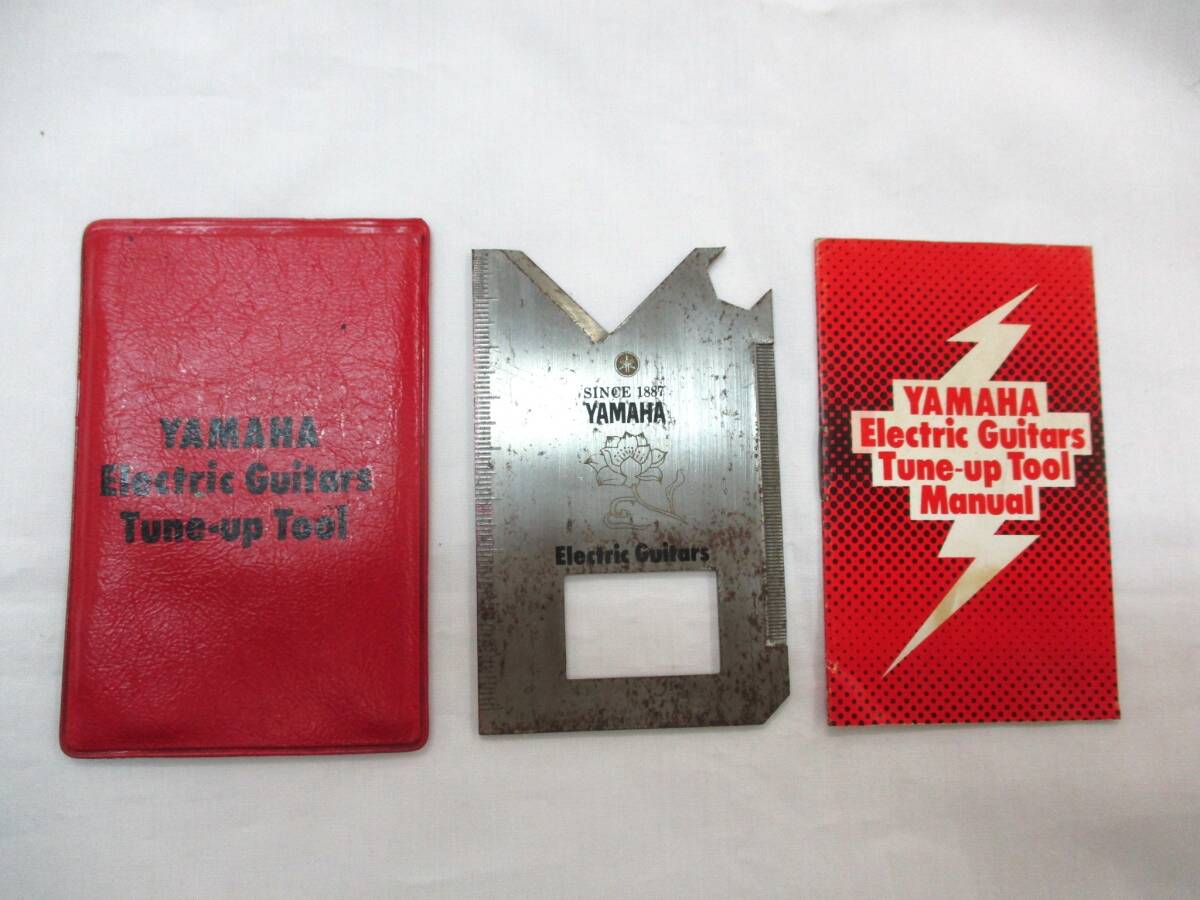 YAMAHA
Electric Guitars
Tune-up Tool
SINCE 1887
YAMAHA
Electric Guitars
YAMAHA
Electric Guitars
Tune-up Tool
Manual